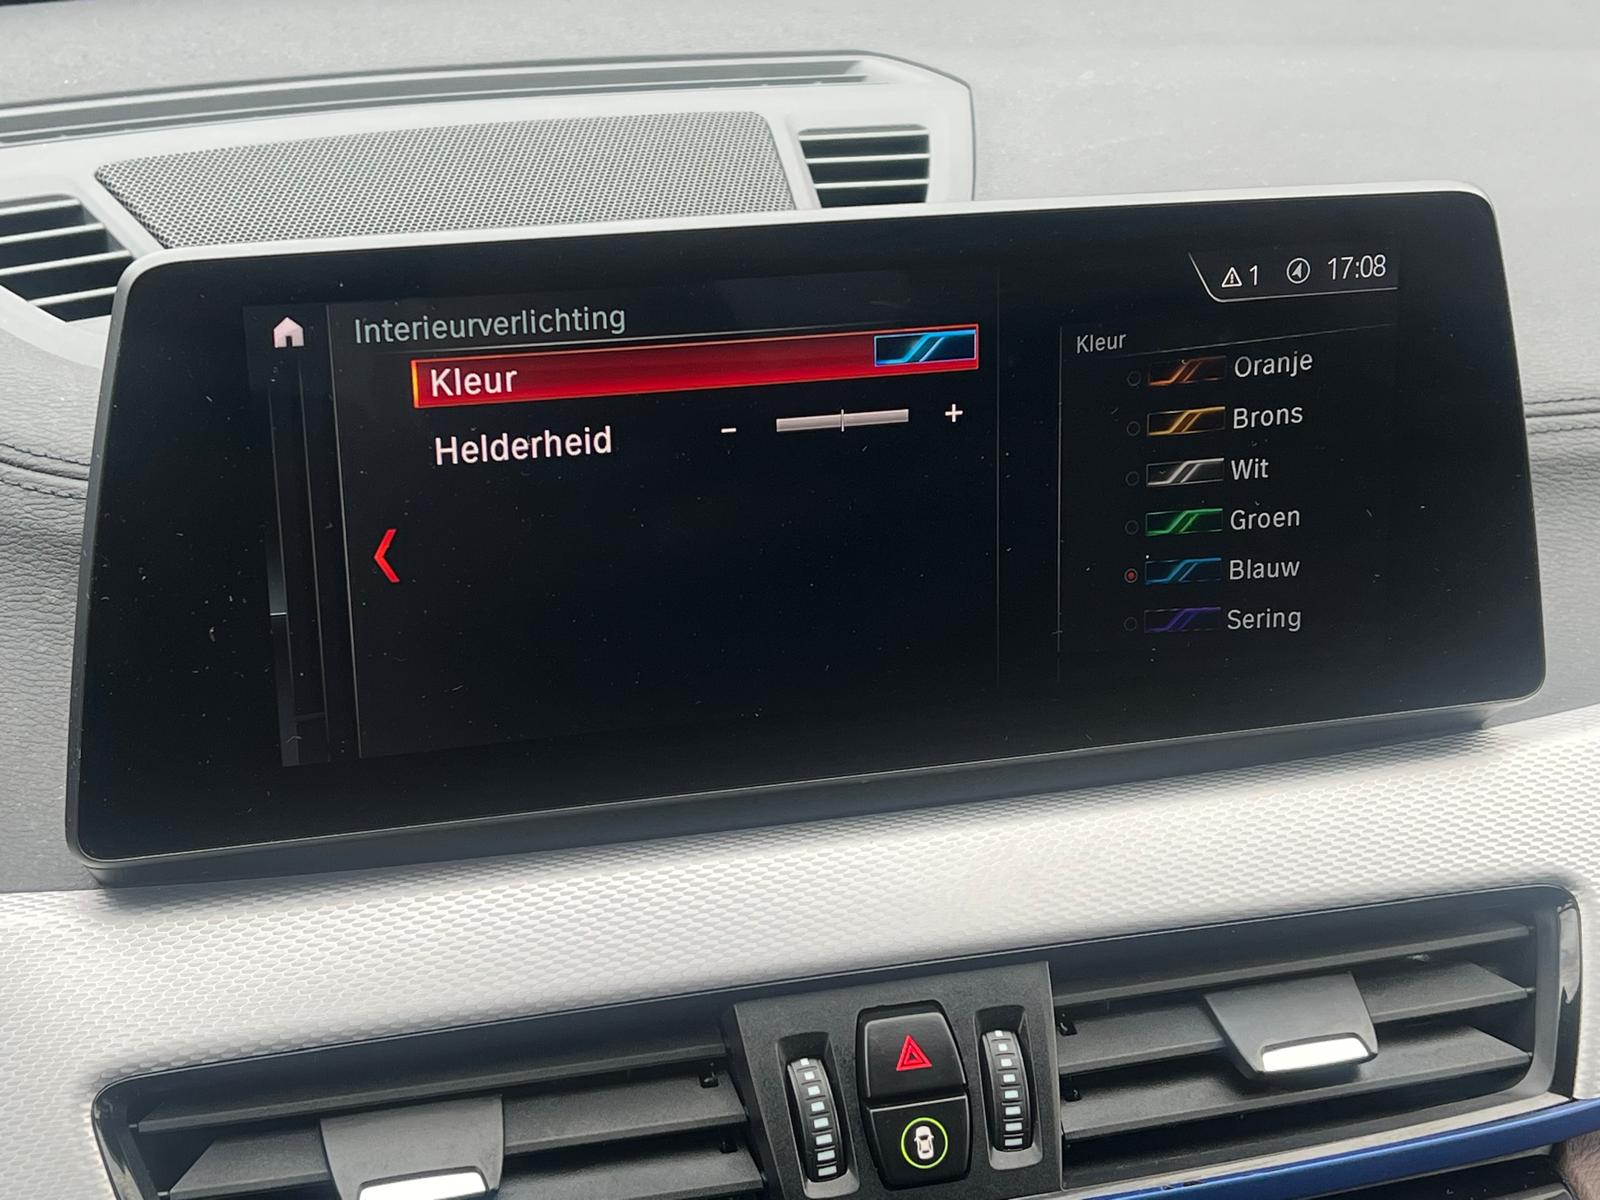 1 17:08
Interieurverlichting
Kleur
Helderheid - +
Kleur
Oranje
Brons
Wit
Groen
Blauw
Sering